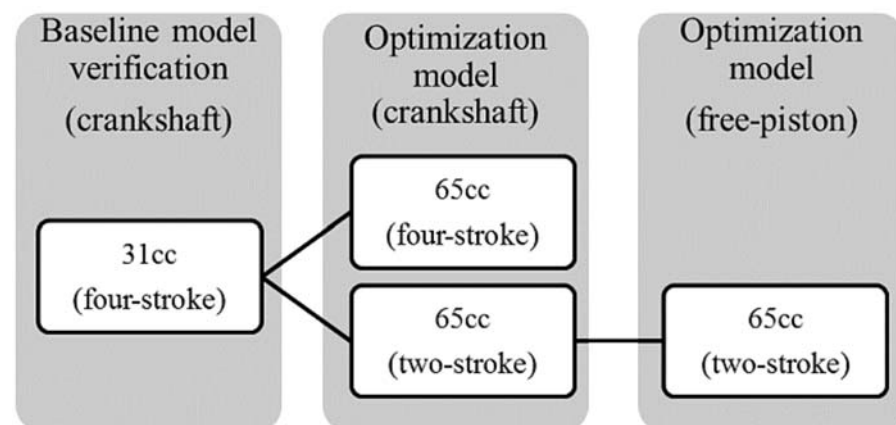 Baseline model
verification
(crankshaft)
31cc
(four-stroke)
Optimization
model
(crankshaft)
65cc
(four-stroke)
65cc
(two-stroke)
Optimization
model
(free-piston)
65cc
(two-stroke)